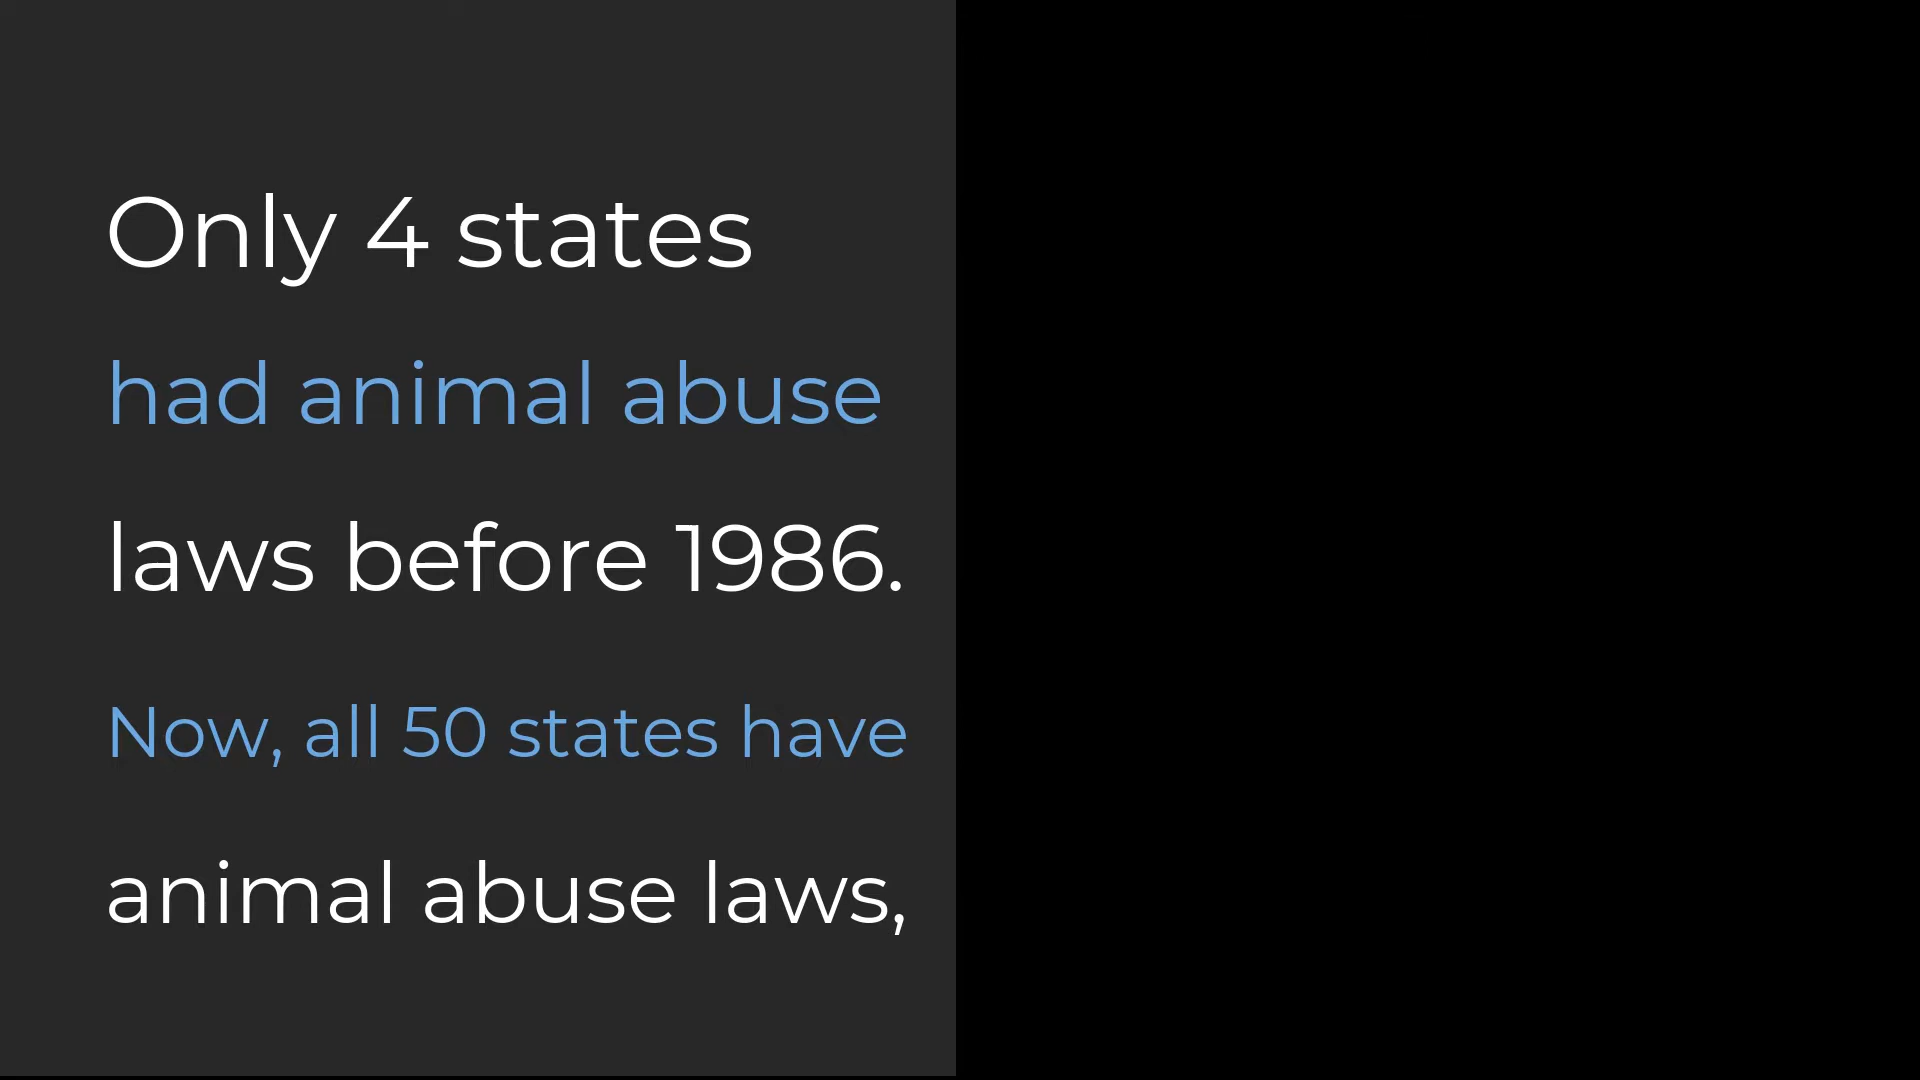 Only 4 states
had animal abuse
laws before 1986.
Now, all 50 states have
animal abuse laws,